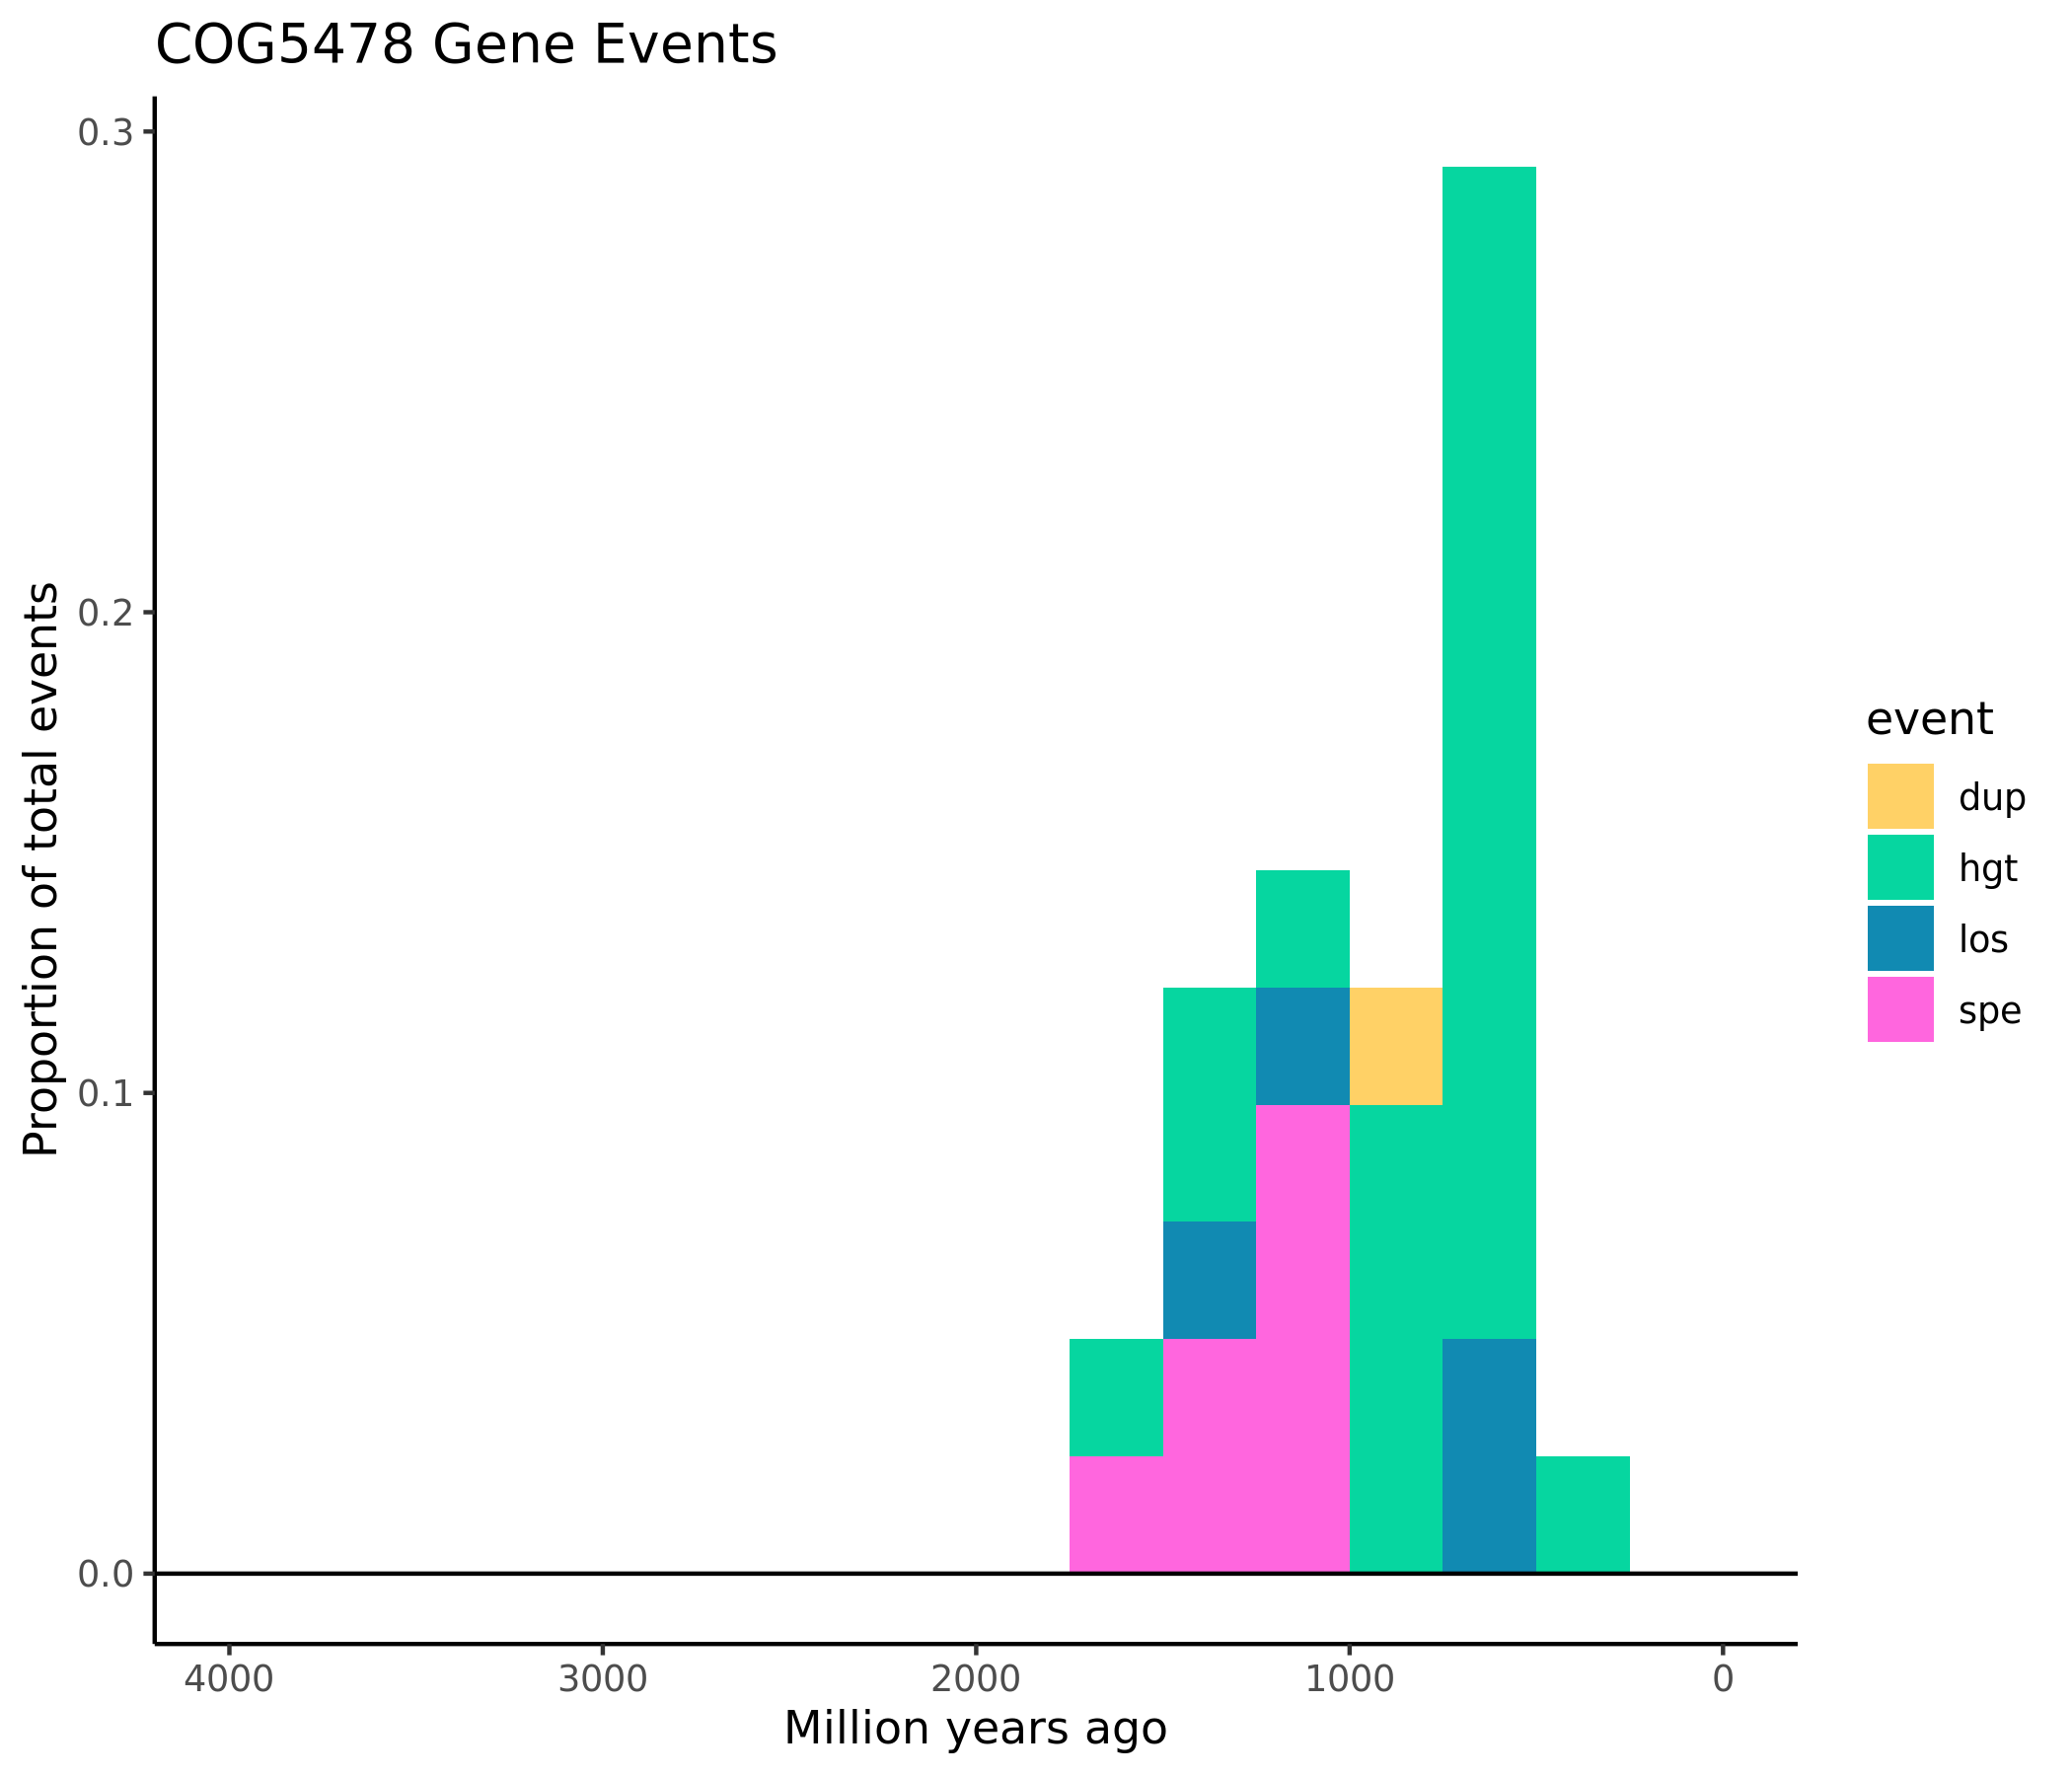 COG5478 Gene Events
0.3
0.2
0.1
0.0
Proportion of total events
4000 3000 2000 1000 0
Million years ago
event
dup
hgt
los
spe